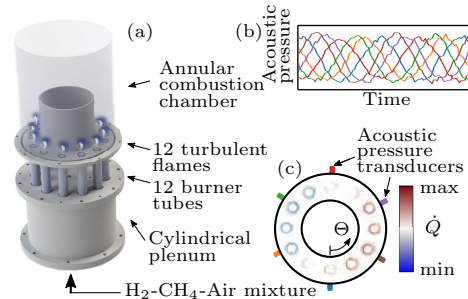 (a)
Annular
combustion
chamber
12 turbulent
flames
12 burner
tubes
Cylindrical
plenum
H₂-CH₄-Air mixture
(b)
Acoustic
pressure
Time
Acoustic
pressure
transducers
(c)
Θ
max
Q̇
min